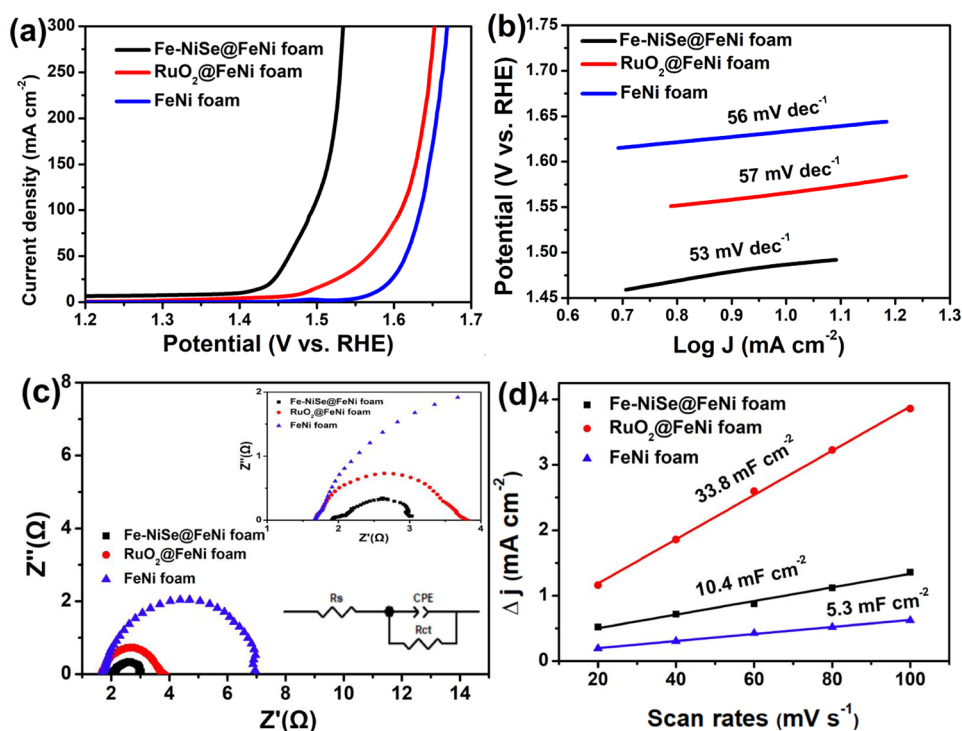 (a)
300
250
200
150
100
50
0
Current density (mA cm⁻²)
Fe-NiSe@FeNi foam
RuO₂@FeNi foam
FeNi foam
1.2 1.3 1.4 1.5 1.6 1.7
Potential (V vs. RHE)
(b)
1.75
1.70
1.65
1.60
1.55
1.50
1.45
Potential (V vs. RHE)
Fe-NiSe@FeNi foam
RuO₂@FeNi foam
FeNi foam
56 mV dec⁻¹
57 mV dec⁻¹
53 mV dec⁻¹
0.6 0.7 0.8 0.9 1.0 1.1 1.2 1.3
Log J (mA cm⁻²)
(c)
8
6
4
2
0
Z''(Ω)
2
1
0
Z''(Ω)
Fe-NiSe@FeNi foam
RuO₂@FeNi foam
FeNi foam
1 2 3 4
Z'(Ω)
Fe-NiSe@FeNi foam
RuO₂@FeNi foam
FeNi foam
Rs
CPE
Rct
0 2 4 6 8 10 12 14
Z'(Ω)
(d)
4
3
2
1
0
Δ j (mA cm⁻²)
Fe-NiSe@FeNi foam
RuO₂@FeNi foam
FeNi foam
33.8 mF cm⁻²
10.4 mF cm⁻²
5.3 mF cm⁻²
20 40 60 80 100
Scan rates (mV s⁻¹)